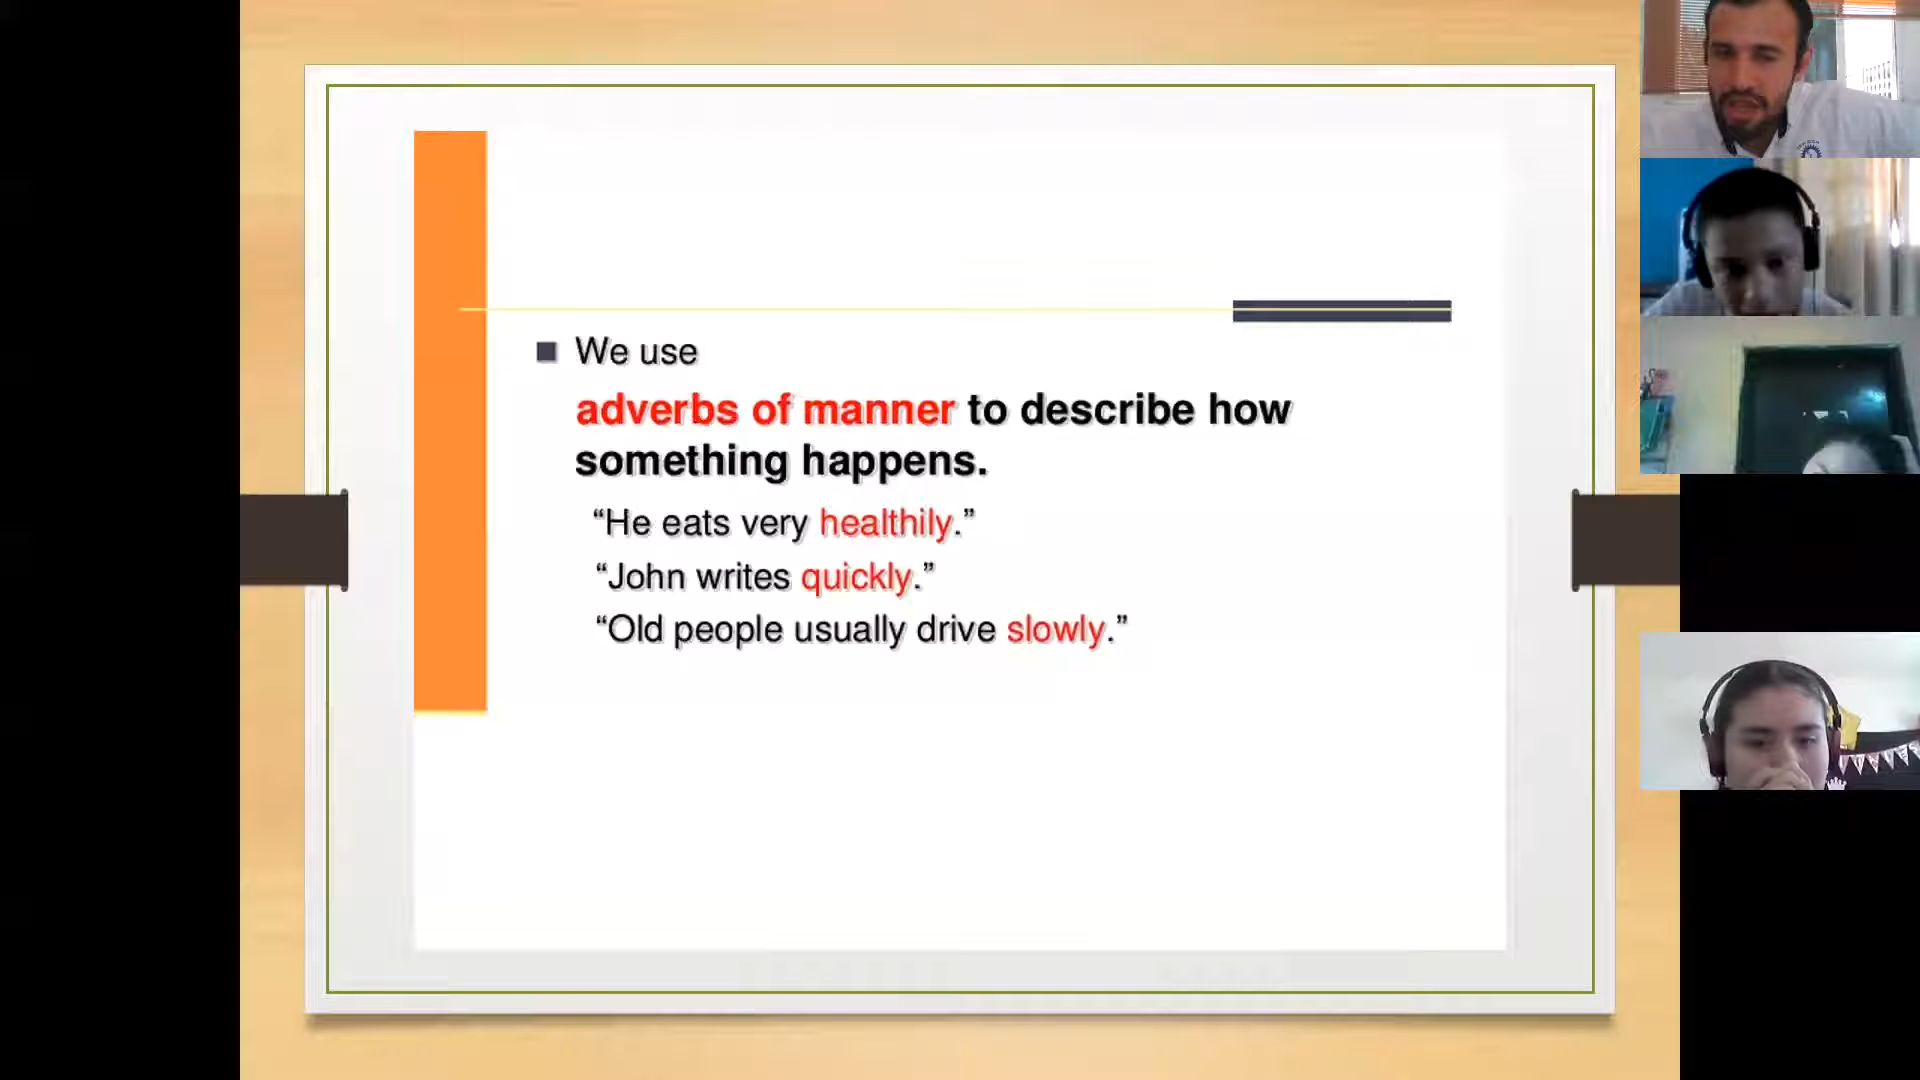 We use
adverbs of manner to describe how
something happens.
“He eats very healthily.”
“John writes quickly.”
“Old people usually drive slowly.”